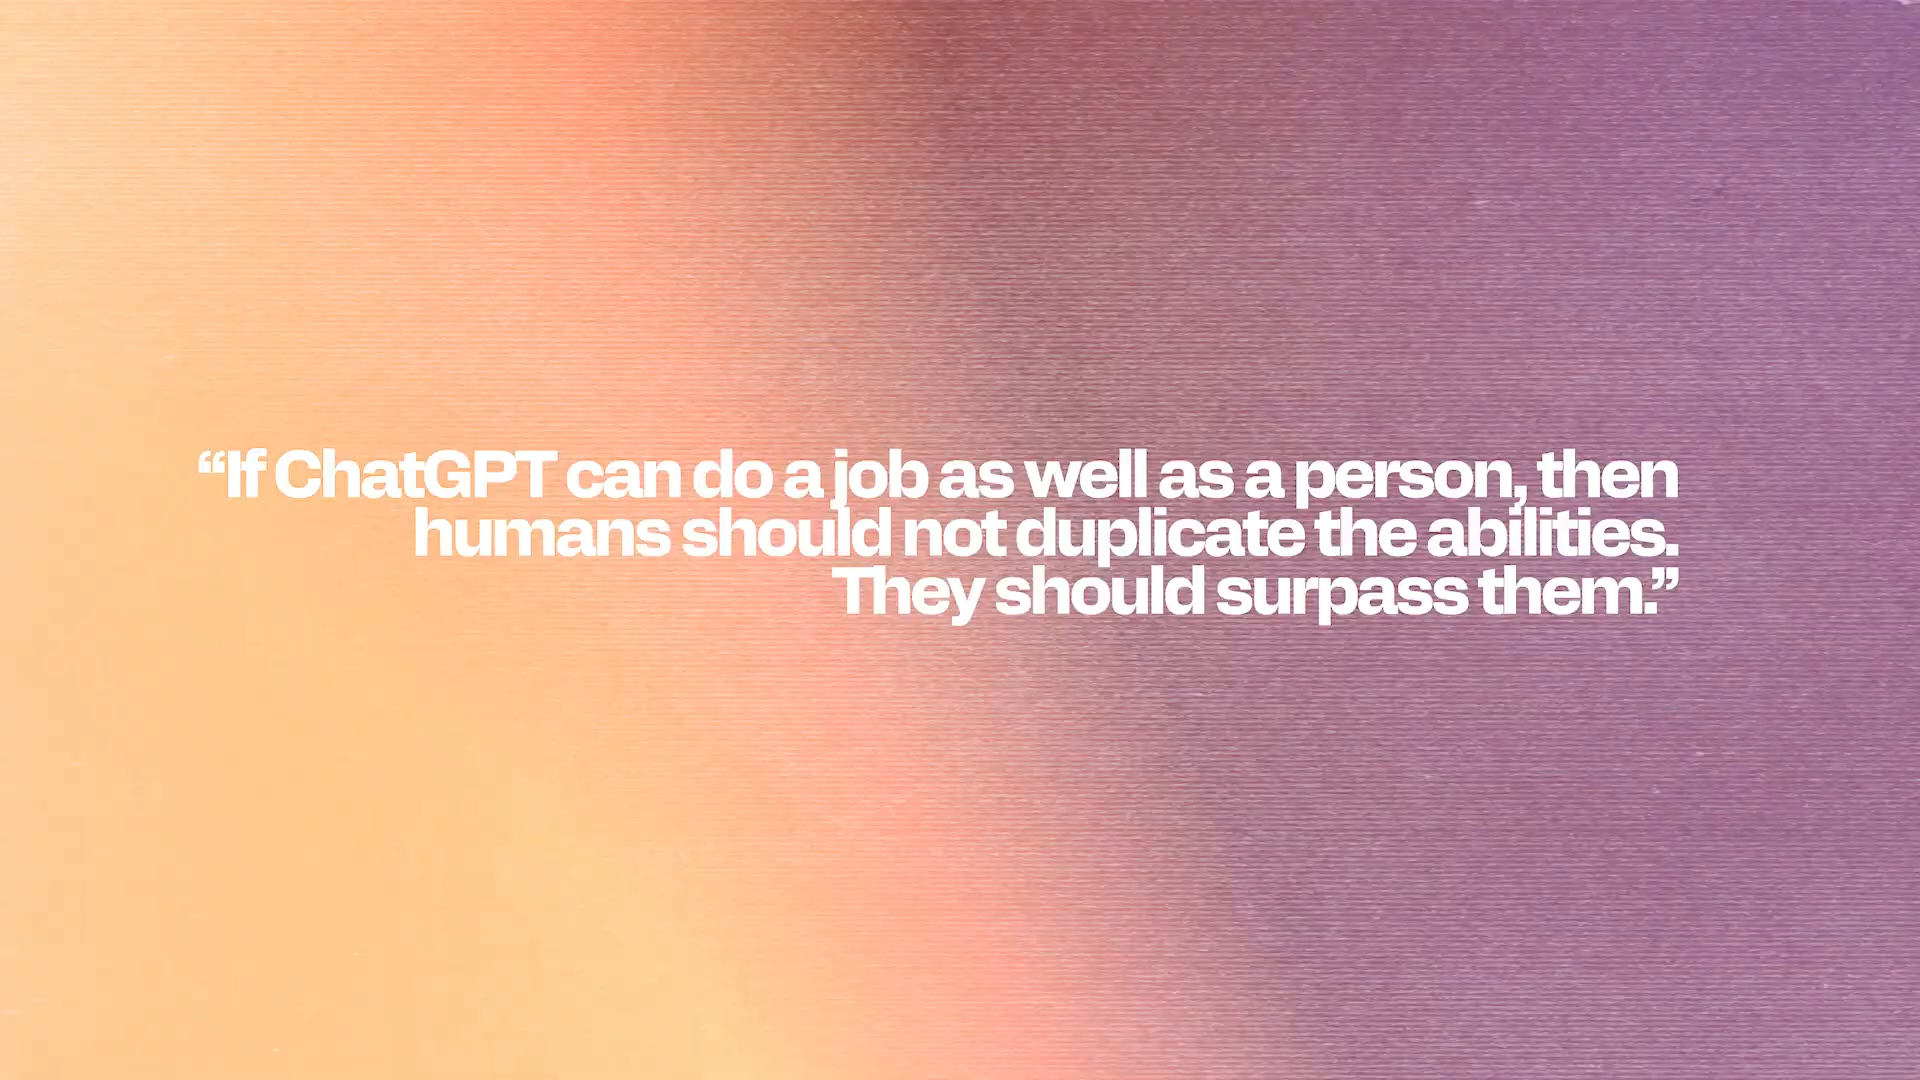 “If ChatGPT can do a job as well as a person, then
humans should not duplicate the abilities.
They should surpass them.”